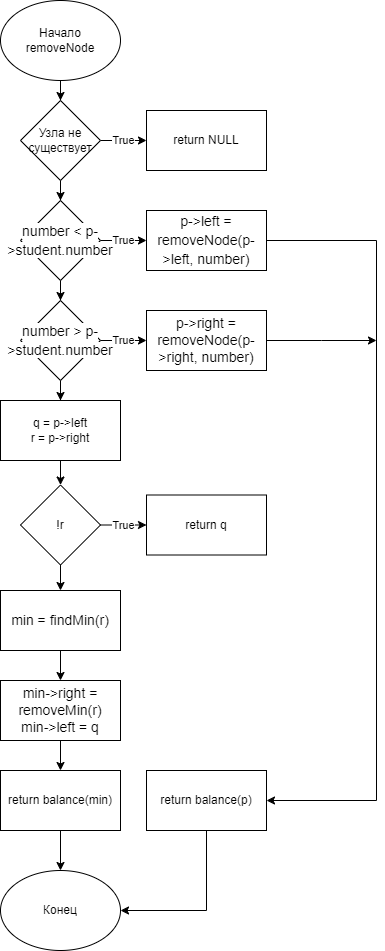 Начало
removeNode
Узла не
существует
True
return NULL
number < p-
>student.number
True
p->left =
removeNode(p-
>left, number)
number > p-
>student.number
True
p->right =
removeNode(p-
>right, number)
q = p->left
r = p->right
!r
True
return q
min = findMin(r)
min->right =
removeMin(r)
min->left = q
return balance(min)
return balance(p)
Конец